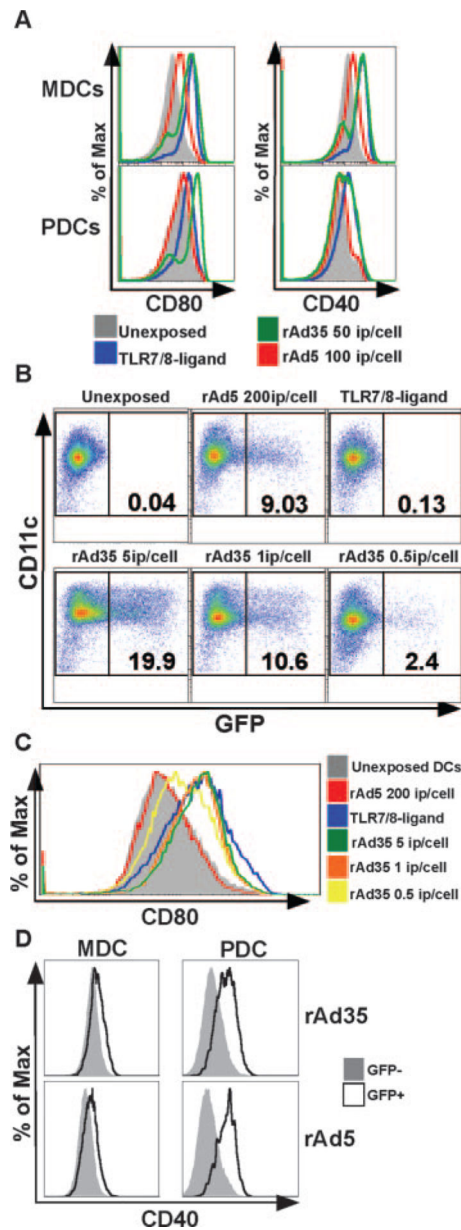 A
MDCs
% of Max
PDCs
% of Max
CD80
CD40
Unexposed
TLR7/8-ligand
rAd35 50 ip/cell
rAd5 100 ip/cell
B
Unexposed
rAd5 200ip/cell
TLR7/8-ligand
0.04
9.03
0.13
CD11c
rAd35 5ip/cell
rAd35 1ip/cell
rAd35 0.5ip/cell
19.9
10.6
2.4
GFP
C
% of Max
CD80
Unexposed DCs
rAd5 200 ip/cell
TLR7/8-ligand
rAd35 5 ip/cell
rAd35 1 ip/cell
rAd35 0.5 ip/cell
D
MDC
PDC
rAd35
% of Max
GFP-
GFP+
rAd5
CD40